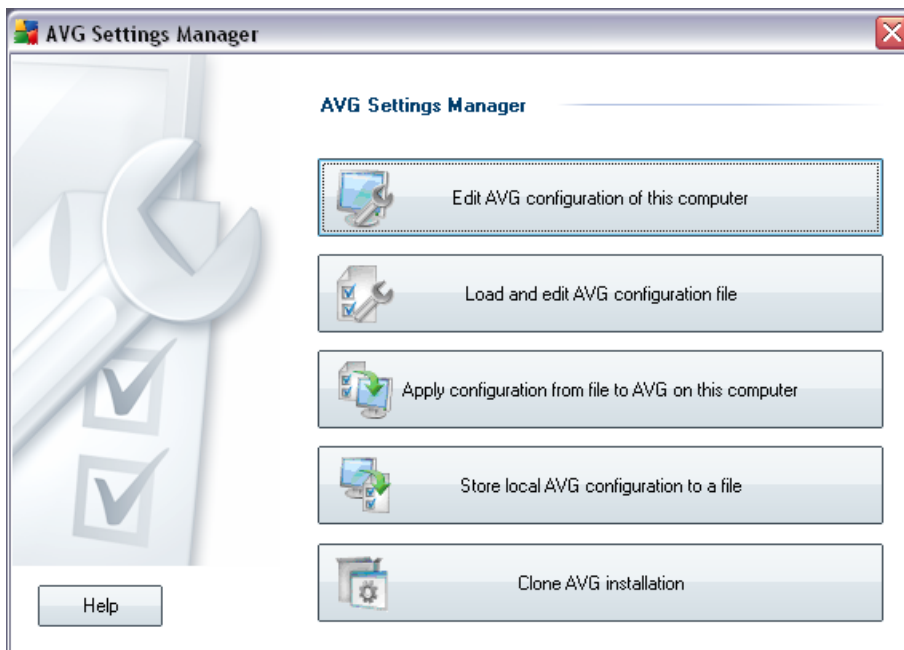 AVG Settings Manager
AVG Settings Manager
Edit AVG configuration of this computer
Load and edit AVG configuration file
Apply configuration from file to AVG on this computer
Store local AVG configuration to a file
Clone AVG installation
Help